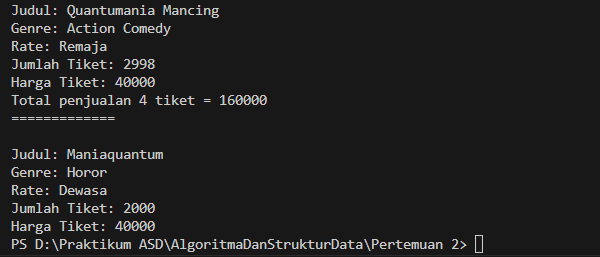 Judul: Quantumania Mancing
Genre: Action Comedy
Rate: Remaja
Jumlah Tiket: 2998
Harga Tiket: 40000
Total penjualan 4 tiket = 160000
=============
Judul: Maniaquantum
Genre: Horor
Rate: Dewasa
Jumlah Tiket: 2000
Harga Tiket: 40000
PS D:\Praktikum ASD\AlgoritmaDanStrukturData\Pertemuan 2>